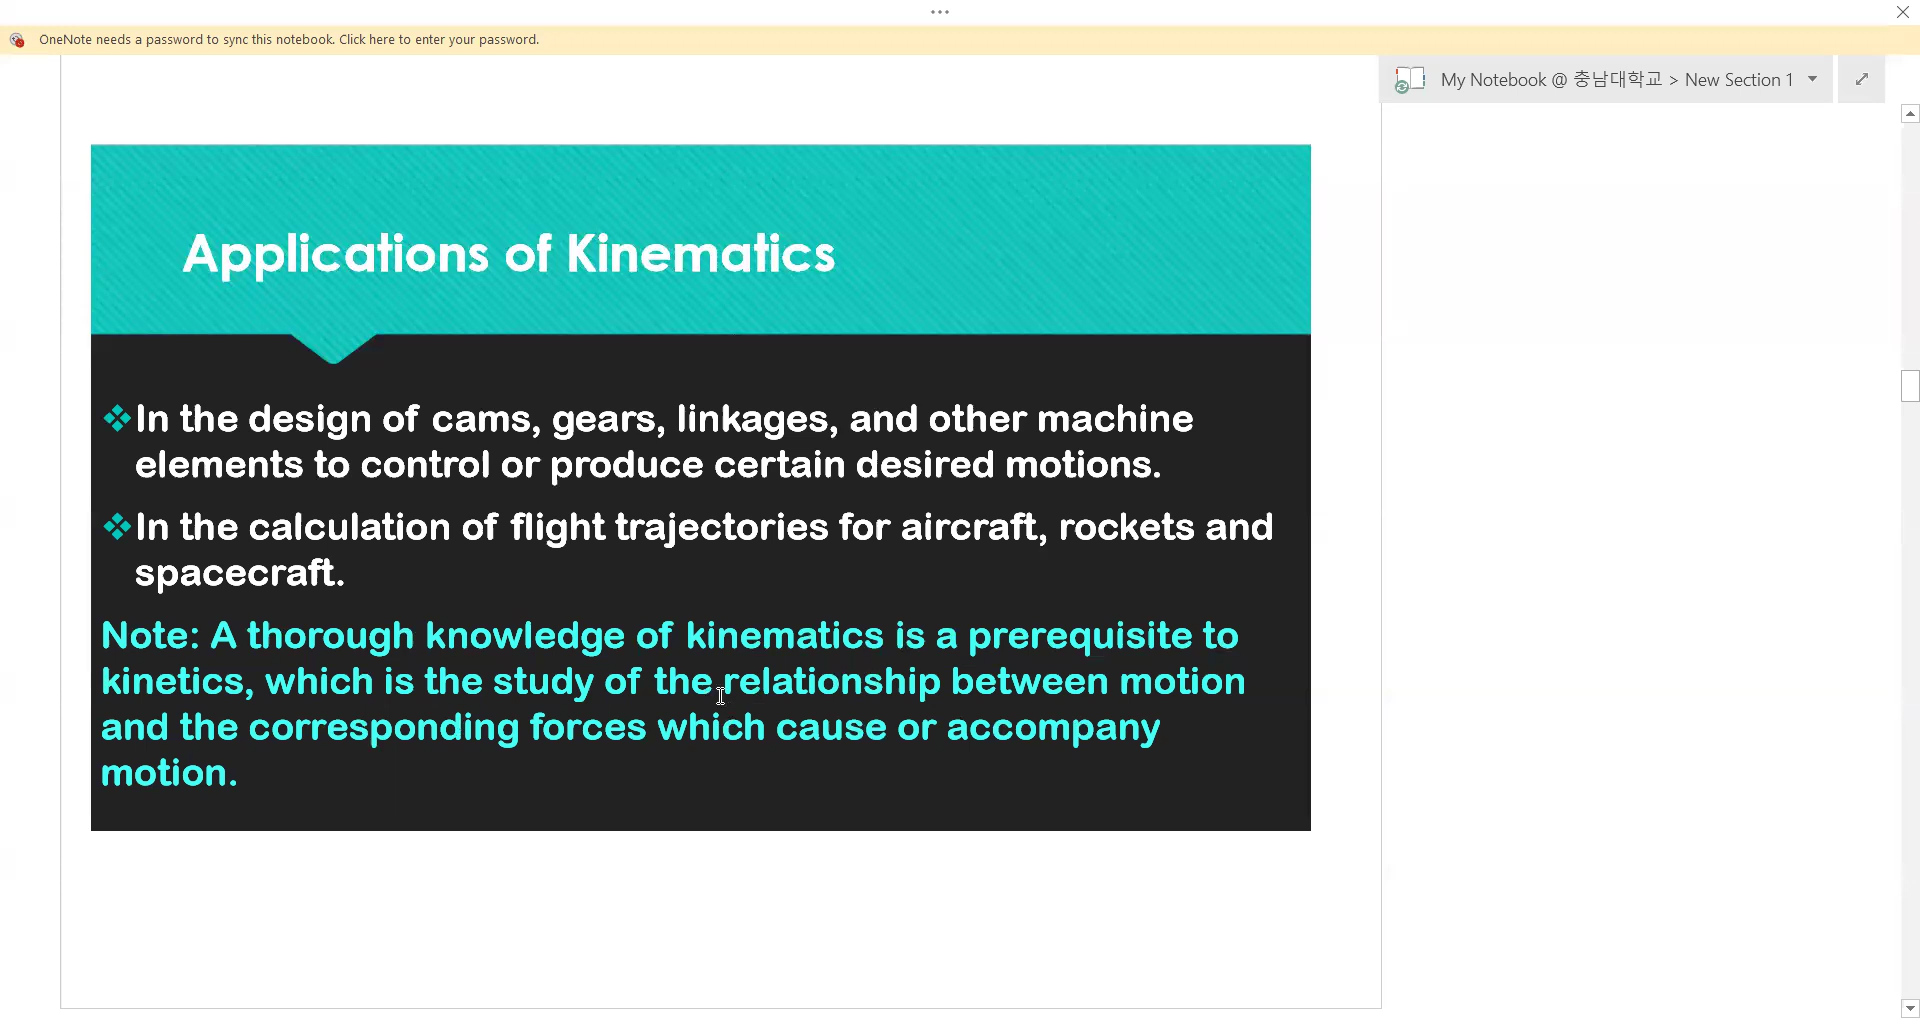 OneNote needs a password to sync this notebook. Click here to enter your password.
My Notebook @ 충남대학교 > New Section 1
Applications of Kinematics
In the design of cams, gears, linkages, and other machine
elements to control or produce certain desired motions.
In the calculation of flight trajectories for aircraft, rockets and
spacecraft.
Note: A thorough knowledge of kinematics is a prerequisite to
kinetics, which is the study of the relationship between motion
and the corresponding forces which cause or accompany
motion.